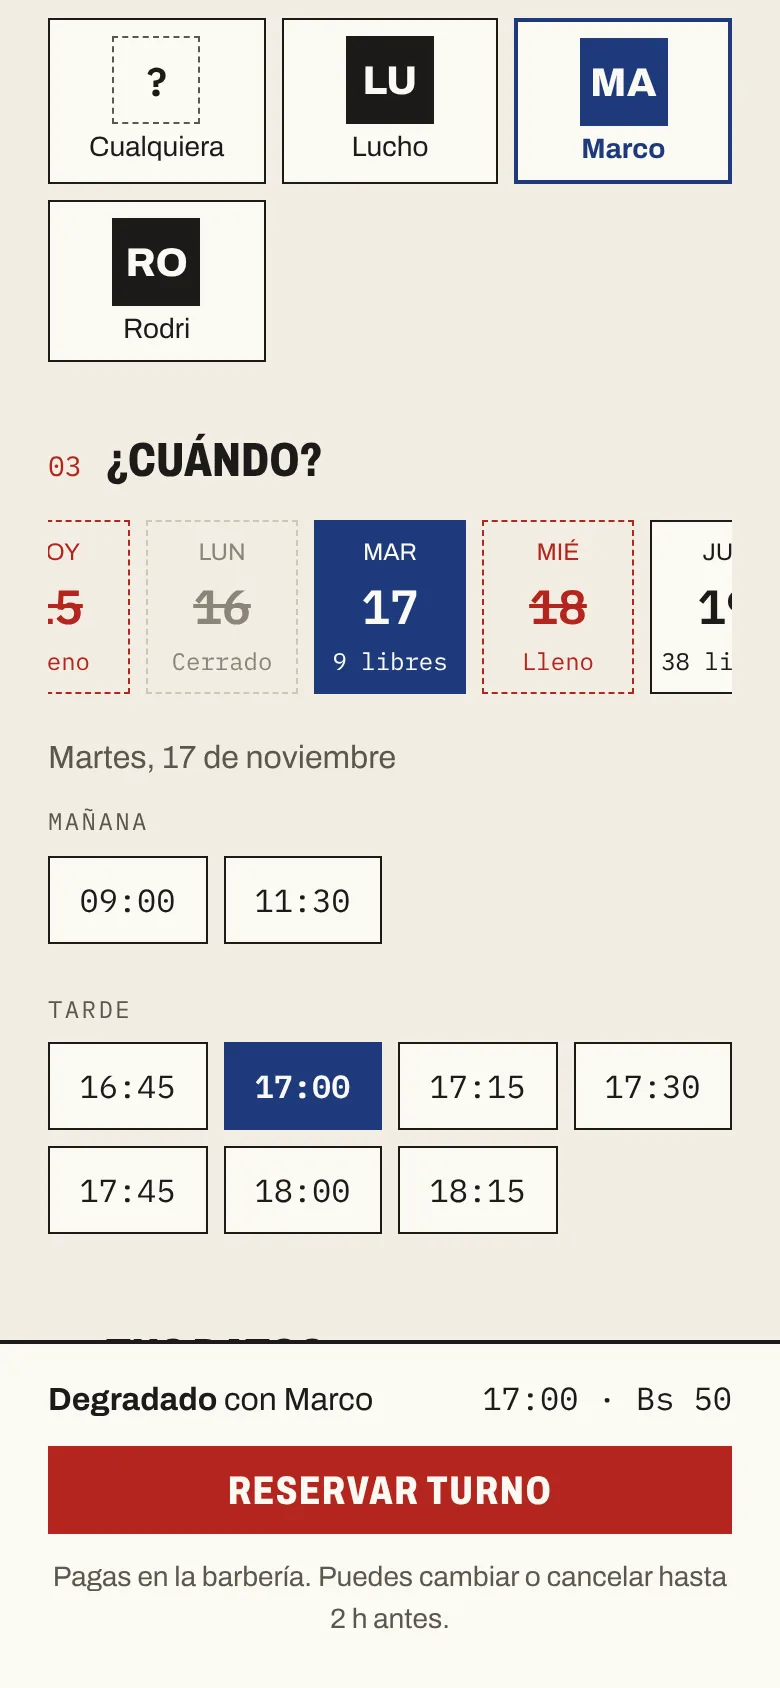 ?
Cualquiera
LU
Lucho
MA
Marco
RO
Rodri
03 ¿CUÁNDO?
LUN
16
Cerrado
MAR
17
9 libres
MIÉ
18
Lleno
38
Martes, 17 de noviembre
MAÑANA
09:00 11:30
TARDE
16:45 17:00 17:15 17:30
17:45 18:00 18:15
Degradado con Marco 17:00 · Bs 50
RESERVAR TURNO
Pagas en la barbería. Puedes cambiar o cancelar hasta
2 h antes.